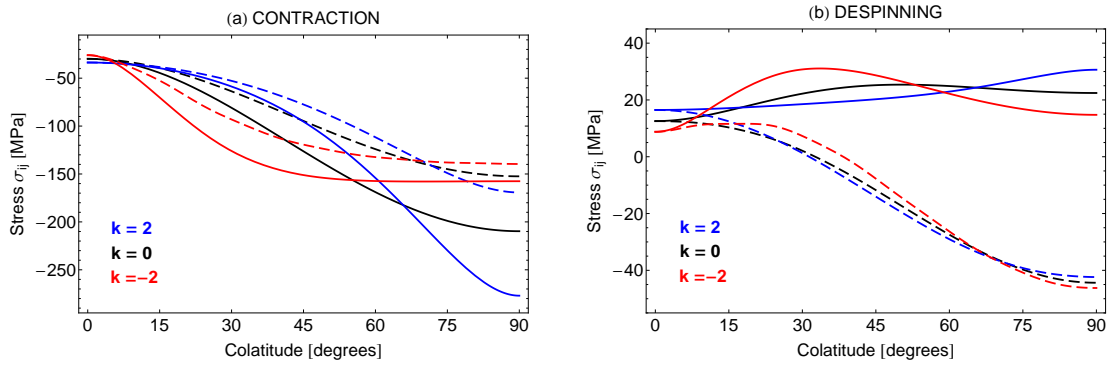 (a) CONTRACTION
Stress σij [MPa]
−50
−100
−150
−200
−250
k = 2
k = 0
k =−2
0 15 30 45 60 75 90
Colatitude [degrees]
(b) DESPINNING
Stress σij [MPa]
40
20
0
−20
−40
k = 2
k = 0
k =−2
0 15 30 45 60 75 90
Colatitude [degrees]